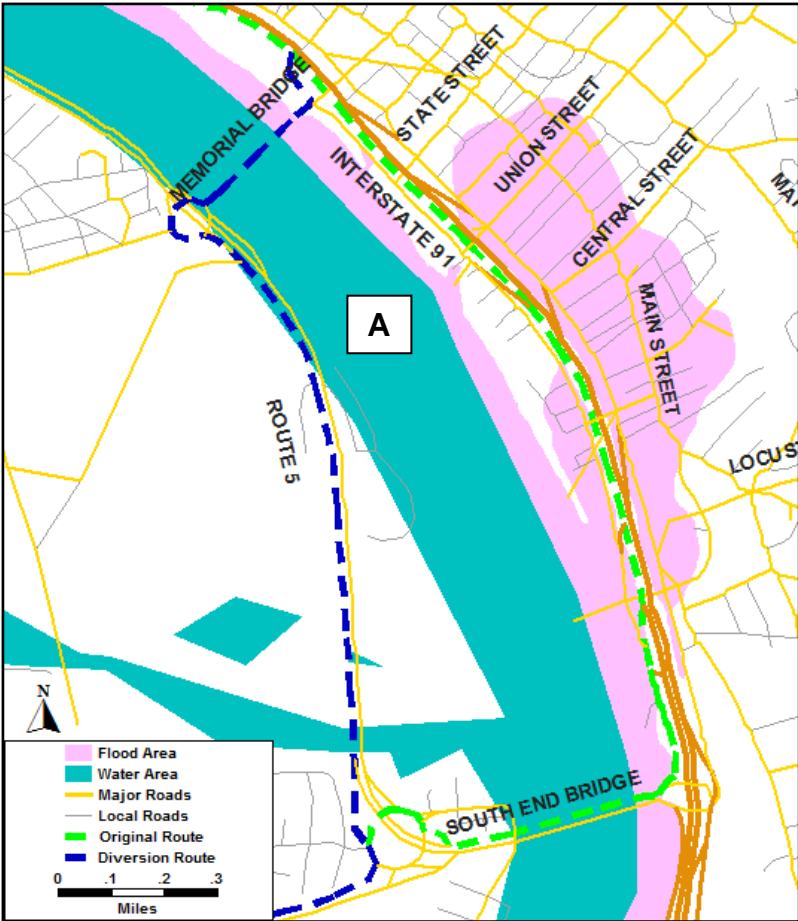 STATE STREET
MEMORIAL BRIDGE
UNION STREET
INTERSTATE 91
CENTRAL STREET
MAI
A
MAIN STREET
ROUTE 5
LOCUST
N
SOUTH END BRIDGE
Flood Area
Water Area
Major Roads
Local Roads
Original Route
Diversion Route
0 .1 .2 .3
Miles